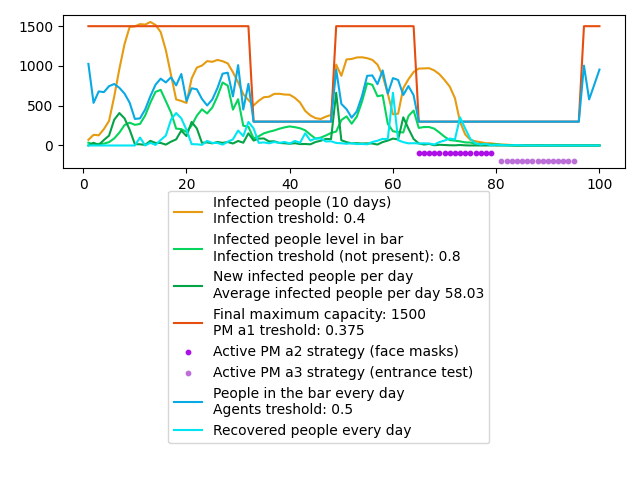 1500
1000
500
0
0
20
40
60
80
100
Infected people (10 days)
Infection treshold: 0.4
Infected people level in bar
Infection treshold (not present): 0.8
New infected people per day
Average infected people per day 58.03
Final maximum capacity: 1500
PM a1 treshold: 0.375
Active PM a2 strategy (face masks)
Active PM a3 strategy (entrance test)
People in the bar every day
Agents treshold: 0.5
Recovered people every day